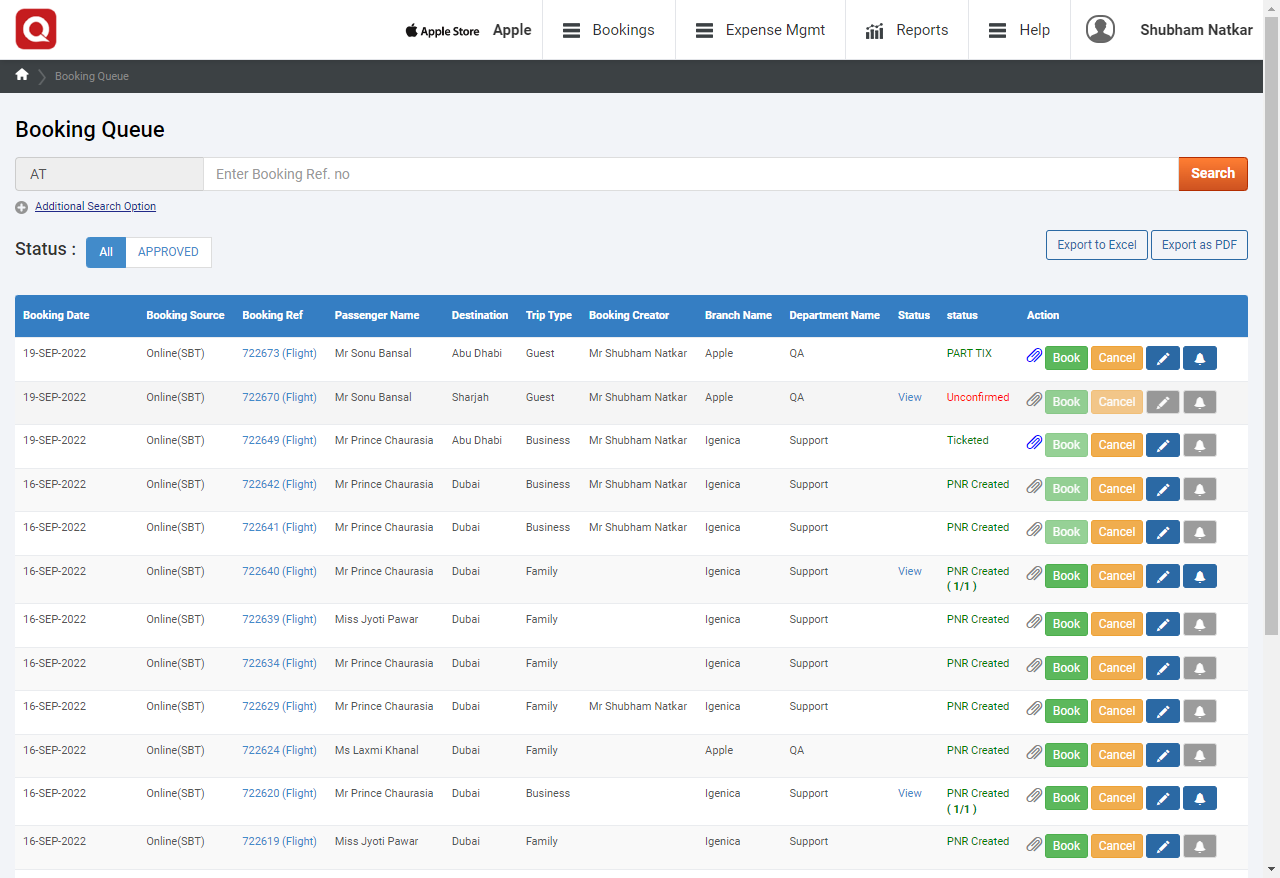 Apple Store Apple Bookings Expense Mgmt Reports Help Shubham Natkar
Booking Queue
Booking Queue
AT Enter Booking Ref. no Search
Additional Search Option
Status : All APPROVED Export to Excel Export as PDF
Booking Date Booking Source Booking Ref Passenger Name Destination Trip Type Booking Creator Branch Name Department Name Status status Action
19-SEP-2022 Online(SBT) 722673 (Flight) Mr Sonu Bansal Abu Dhabi Guest Mr Shubham Natkar Apple QA PART TIX Book Cancel
19-SEP-2022 Online(SBT) 722670 (Flight) Mr Sonu Bansal Sharjah Guest Mr Shubham Natkar Apple QA View Unconfirmed Book Cancel
19-SEP-2022 Online(SBT) 722649 (Flight) Mr Prince Chaurasia Abu Dhabi Business Mr Shubham Natkar Igenica Support Ticketed Book Cancel
16-SEP-2022 Online(SBT) 722642 (Flight) Mr Prince Chaurasia Dubai Business Mr Shubham Natkar Igenica Support PNR Created Book Cancel
16-SEP-2022 Online(SBT) 722641 (Flight) Mr Prince Chaurasia Dubai Business Mr Shubham Natkar Igenica Support PNR Created Book Cancel
16-SEP-2022 Online(SBT) 722640 (Flight) Mr Prince Chaurasia Dubai Family Igenica Support View PNR Created Book Cancel
( 1/1 )
16-SEP-2022 Online(SBT) 722639 (Flight) Miss Jyoti Pawar Dubai Family Igenica Support PNR Created Book Cancel
16-SEP-2022 Online(SBT) 722634 (Flight) Mr Prince Chaurasia Dubai Family Igenica Support PNR Created Book Cancel
16-SEP-2022 Online(SBT) 722629 (Flight) Mr Prince Chaurasia Dubai Family Mr Shubham Natkar Igenica Support PNR Created Book Cancel
16-SEP-2022 Online(SBT) 722624 (Flight) Ms Laxmi Khanal Dubai Family Apple QA PNR Created Book Cancel
16-SEP-2022 Online(SBT) 722620 (Flight) Mr Prince Chaurasia Dubai Business Igenica Support View PNR Created Book Cancel
( 1/1 )
16-SEP-2022 Online(SBT) 722619 (Flight) Miss Jyoti Pawar Dubai Family Igenica Support PNR Created Book Cancel